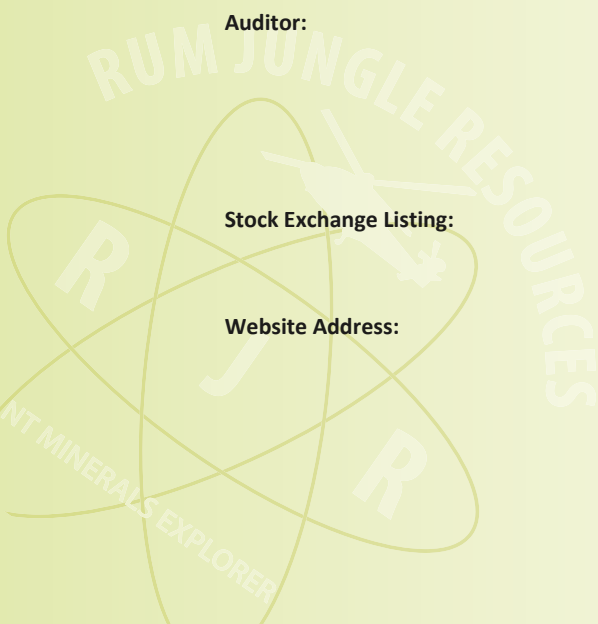 RUM JUNGLE RESOURCES
Auditor:
Stock Exchange Listing:
R J R
Website Address:
NT MINERALS EXPLORER